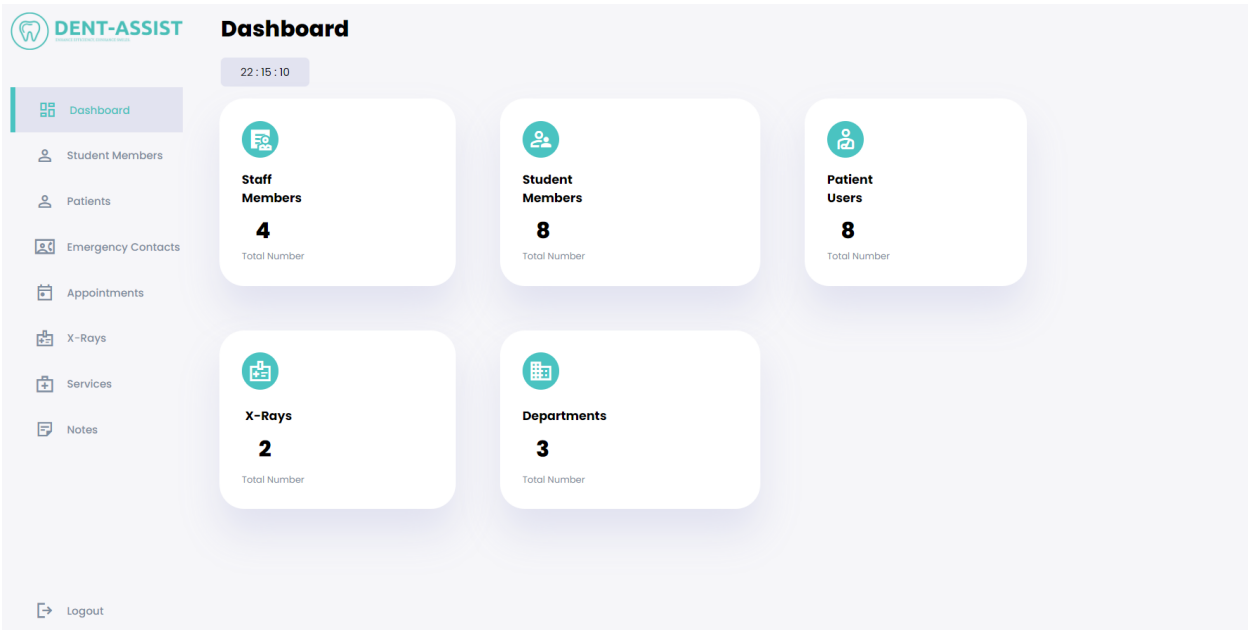 DENT-ASSIST
Dashboard
22 : 15 : 10
Dashboard
Student Members
Patients
Emergency Contacts
Appointments
X-Rays
Services
Notes
Logout
Staff
Members
4
Total Number
Student
Members
8
Total Number
Patient
Users
8
Total Number
X-Rays
2
Total Number
Departments
3
Total Number